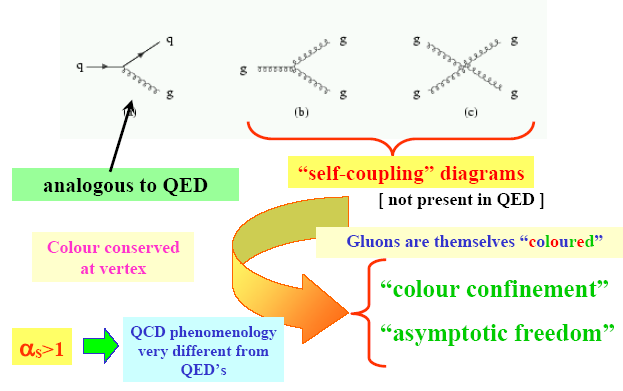 q
q
g
g
g
g
g
g
g
g
(a)
(b)
(c)
analogous to QED
“self-coupling” diagrams
[ not present in QED ]
Colour conserved
at vertex
Gluons are themselves “coloured”
“colour confinement”
“asymptotic freedom”
αs>1
QCD phenomenology
very different from
QED’s